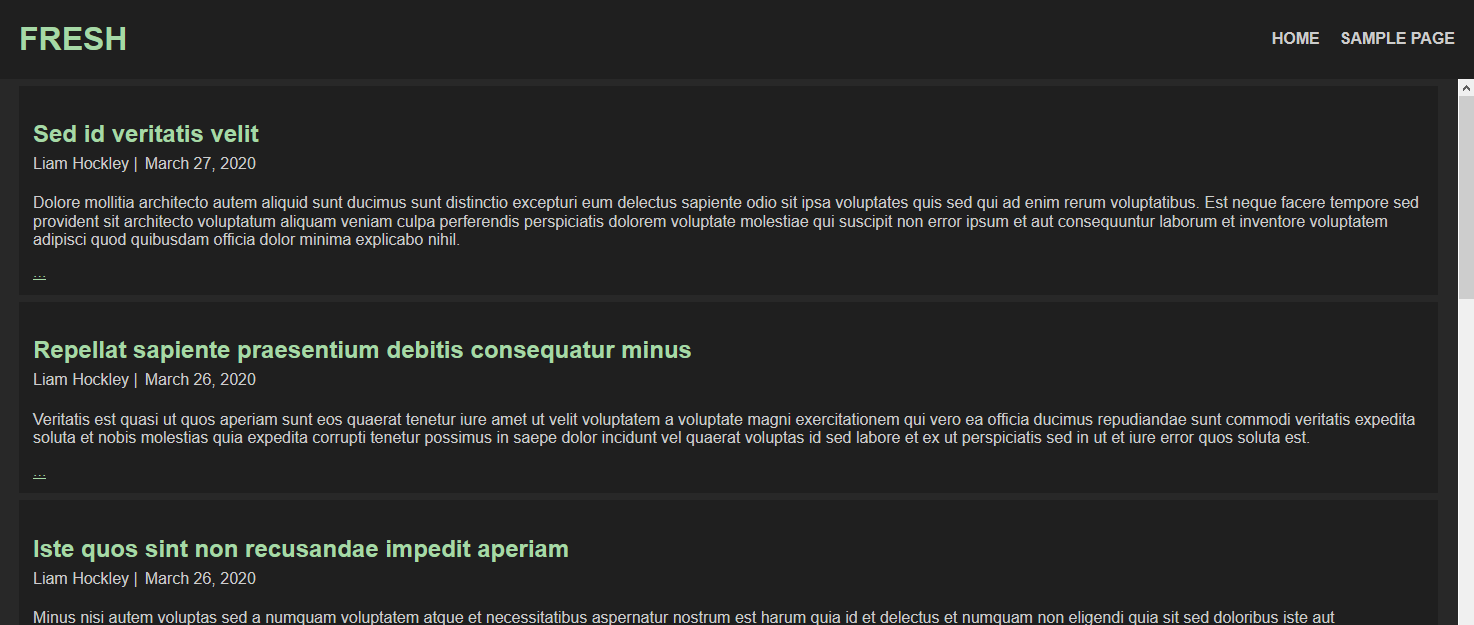 FRESH
HOME SAMPLE PAGE
Sed id veritatis velit
Liam Hockley | March 27, 2020
Dolore mollitia architecto autem aliquid sunt ducimus sunt distinctio excepturi eum delectus sapiente odio sit ipsa voluptates quis sed qui ad enim rerum voluptatibus. Est neque facere tempore sed
provident sit architecto voluptatum aliquam veniam culpa perferendis perspiciatis dolorem voluptate molestiae qui suscipit non error ipsum et aut consequuntur laborum et inventore voluptatem
adipisci quod quibusdam officia dolor minima explicabo nihil.
...
Repellat sapiente praesentium debitis consequatur minus
Liam Hockley | March 26, 2020
Veritatis est quasi ut quos aperiam sunt eos quaerat tenetur iure amet ut velit voluptatem a voluptate magni exercitationem qui vero ea officia ducimus repudiandae sunt commodi veritatis expedita
soluta et nobis molestias quia expedita corrupti tenetur possimus in saepe dolor incidunt vel quaerat voluptas id sed labore et ex ut perspiciatis sed in ut et iure error quos soluta est.
...
Iste quos sint non recusandae impedit aperiam
Liam Hockley | March 26, 2020
Minus nisi autem voluptas sed a numquam voluptatem atque et necessitatibus aspernatur nostrum est harum quia id et delectus et numquam non eligendi quia sit sed doloribus iste aut